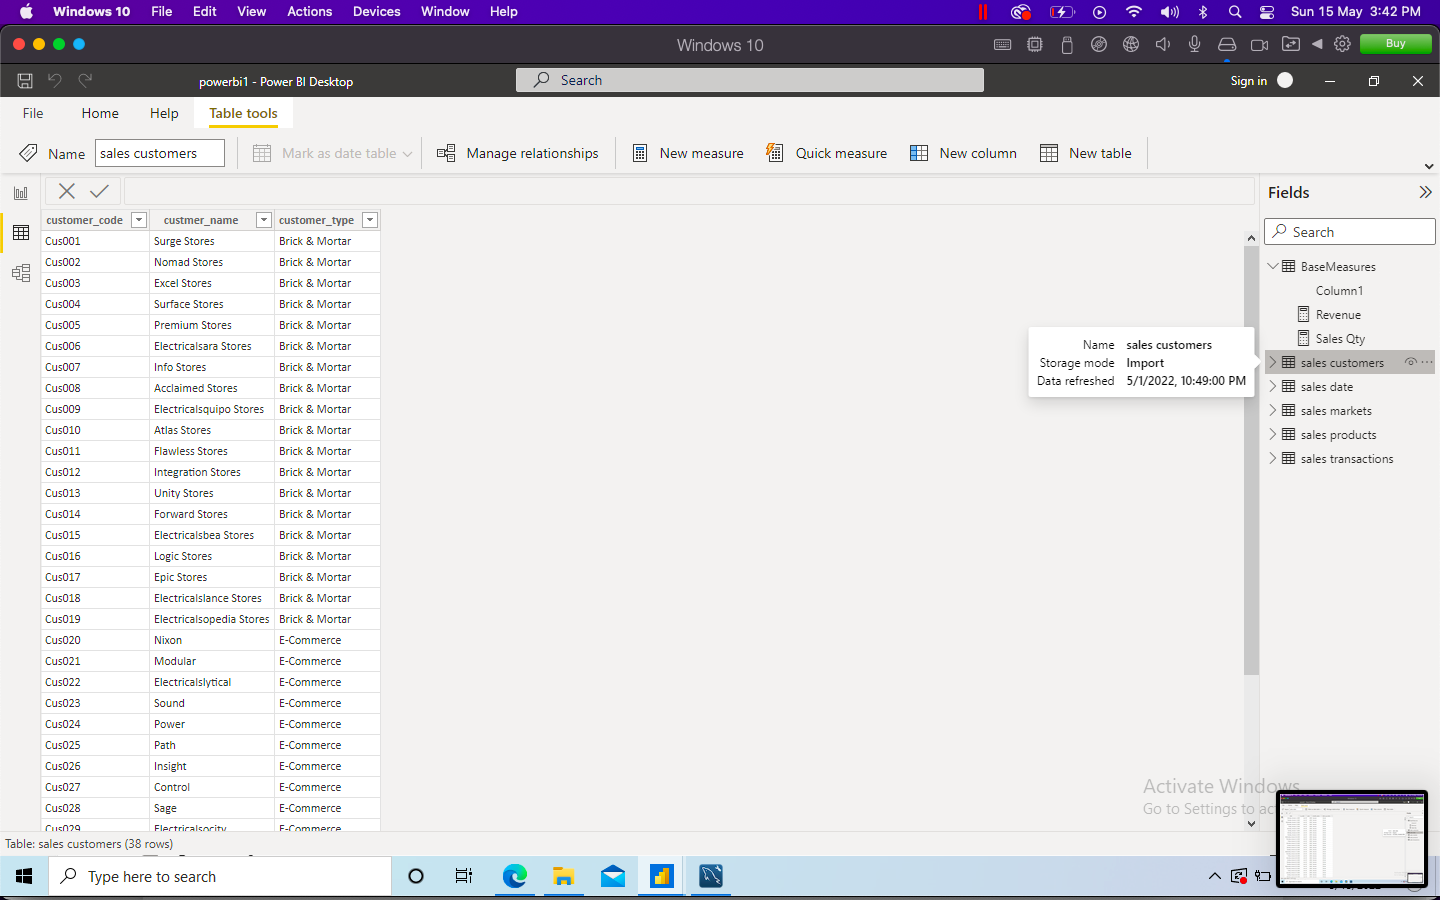 Windows 10 File Edit View Actions Devices Window Help Sun 15 May 3:42 PM
Windows 10 Buy
powerbi1 - Power BI Desktop Search Sign in
File Home Help Table tools
Name sales customers Mark as date table Manage relationships New measure Quick measure New column New table
customer_code custmer_name customer_type
Cus001 Surge Stores Brick & Mortar
Cus002 Nomad Stores Brick & Mortar
Cus003 Excel Stores Brick & Mortar
Cus004 Surface Stores Brick & Mortar
Cus005 Premium Stores Brick & Mortar
Cus006 Electricalsara Stores Brick & Mortar
Cus007 Info Stores Brick & Mortar
Cus008 Acclaimed Stores Brick & Mortar
Cus009 Electricalsquipo Stores Brick & Mortar
Cus010 Atlas Stores Brick & Mortar
Cus011 Flawless Stores Brick & Mortar
Cus012 Integration Stores Brick & Mortar
Cus013 Unity Stores Brick & Mortar
Cus014 Forward Stores Brick & Mortar
Cus015 Electricalsbea Stores Brick & Mortar
Cus016 Logic Stores Brick & Mortar
Cus017 Epic Stores Brick & Mortar
Cus018 Electricalslance Stores Brick & Mortar
Cus019 Electricalsopedia Stores Brick & Mortar
Cus020 Nixon E-Commerce
Cus021 Modular E-Commerce
Cus022 Electricalslytical E-Commerce
Cus023 Sound E-Commerce
Cus024 Power E-Commerce
Cus025 Path E-Commerce
Cus026 Insight E-Commerce
Cus027 Control E-Commerce
Cus028 Sage E-Commerce
Cus029 Electricalsocity E-Commerce
Name sales customers
Storage mode Import
Data refreshed 5/1/2022, 10:49:00 PM
Fields
Search
BaseMeasures
Column1
Revenue
Sales Qty
sales customers
sales date
sales markets
sales products
sales transactions
Activate Windows
Go to Settings to ac
Table: sales customers (38 rows)
Type here to search